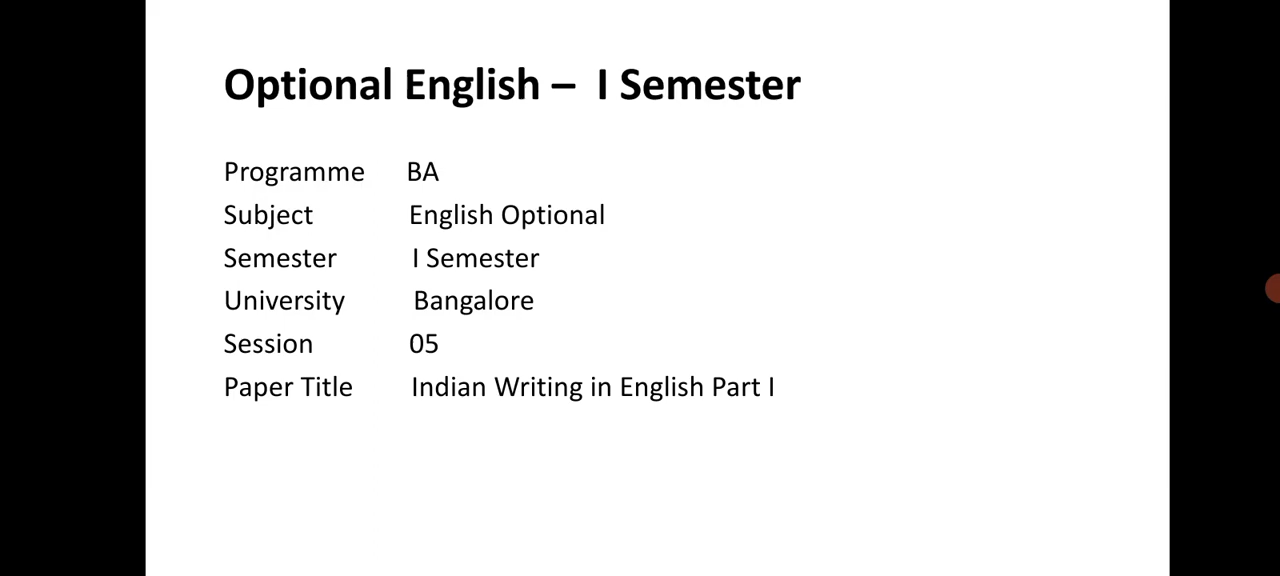 Optional English – I Semester
Programme BA
Subject English Optional
Semester I Semester
University Bangalore
Session 05
Paper Title Indian Writing in English Part I